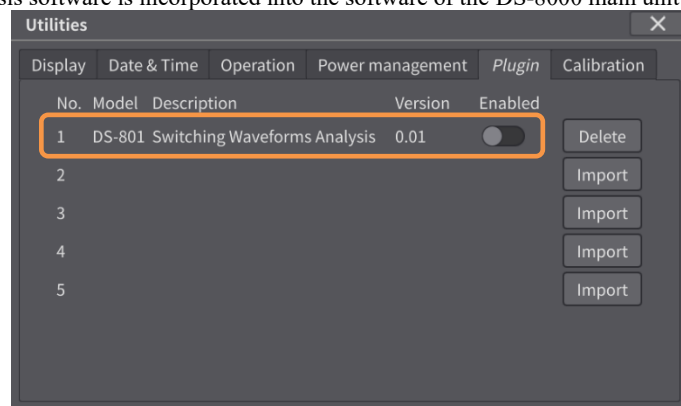 sis software is incorporated into the software of the DS-8000 main unit
Utilities
Display Date & Time Operation Power management Plugin Calibration
No. Model Description Version Enabled
1 DS-801 Switching Waveforms Analysis 0.01 Delete
2 Import
3 Import
4 Import
5 Import